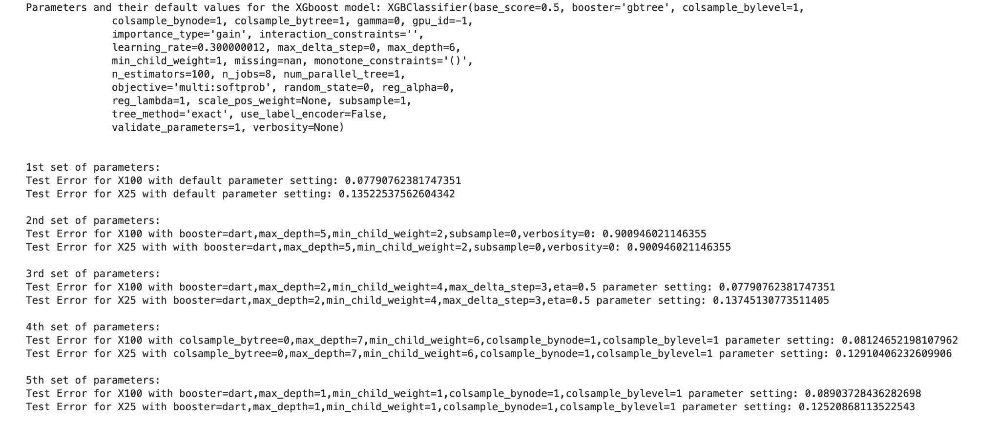 Parameters and their default values for the XGboost model: XGBClassifier(base_score=0.5, booster='gbtree', colsample_bylevel=1,
colsample_bynode=1, colsample_bytree=1, gamma=0, gpu_id=-1,
importance_type='gain', interaction_constraints='',
learning_rate=0.300000012, max_delta_step=0, max_depth=6,
min_child_weight=1, missing=nan, monotone_constraints='()',
n_estimators=100, n_jobs=8, num_parallel_tree=1,
objective='multi:softprob', random_state=0, reg_alpha=0,
reg_lambda=1, scale_pos_weight=None, subsample=1,
tree_method='exact', use_label_encoder=False,
validate_parameters=1, verbosity=None)
1st set of parameters:
Test Error for X100 with default parameter setting: 0.07790762381747351
Test Error for X25 with default parameter setting: 0.13522537562604342
2nd set of parameters:
Test Error for X100 with booster=dart,max_depth=5,min_child_weight=2,subsample=0,verbosity=0: 0.900946021146355
Test Error for X25 with with booster=dart,max_depth=5,min_child_weight=2,subsample=0,verbosity=0: 0.900946021146355
3rd set of parameters:
Test Error for X100 with booster=dart,max_depth=2,min_child_weight=4,max_delta_step=3,eta=0.5 parameter setting: 0.07790762381747351
Test Error for X25 with booster=dart,max_depth=2,min_child_weight=4,max_delta_step=3,eta=0.5 parameter setting: 0.13745130773511405
4th set of parameters:
Test Error for X100 with colsample_bytree=0,max_depth=7,min_child_weight=6,colsample_bynode=1,colsample_bylevel=1 parameter setting: 0.08124652198107962
Test Error for X25 with colsample_bytree=0,max_depth=7,min_child_weight=6,colsample_bynode=1,colsample_bylevel=1 parameter setting: 0.12910406232609906
5th set of parameters:
Test Error for X100 with booster=dart,max_depth=1,min_child_weight=1,colsample_bynode=1,colsample_bylevel=1 parameter setting: 0.08903728436282698
Test Error for X25 with booster=dart,max_depth=1,min_child_weight=1,colsample_bynode=1,colsample_bylevel=1 parameter setting: 0.12520868113522543